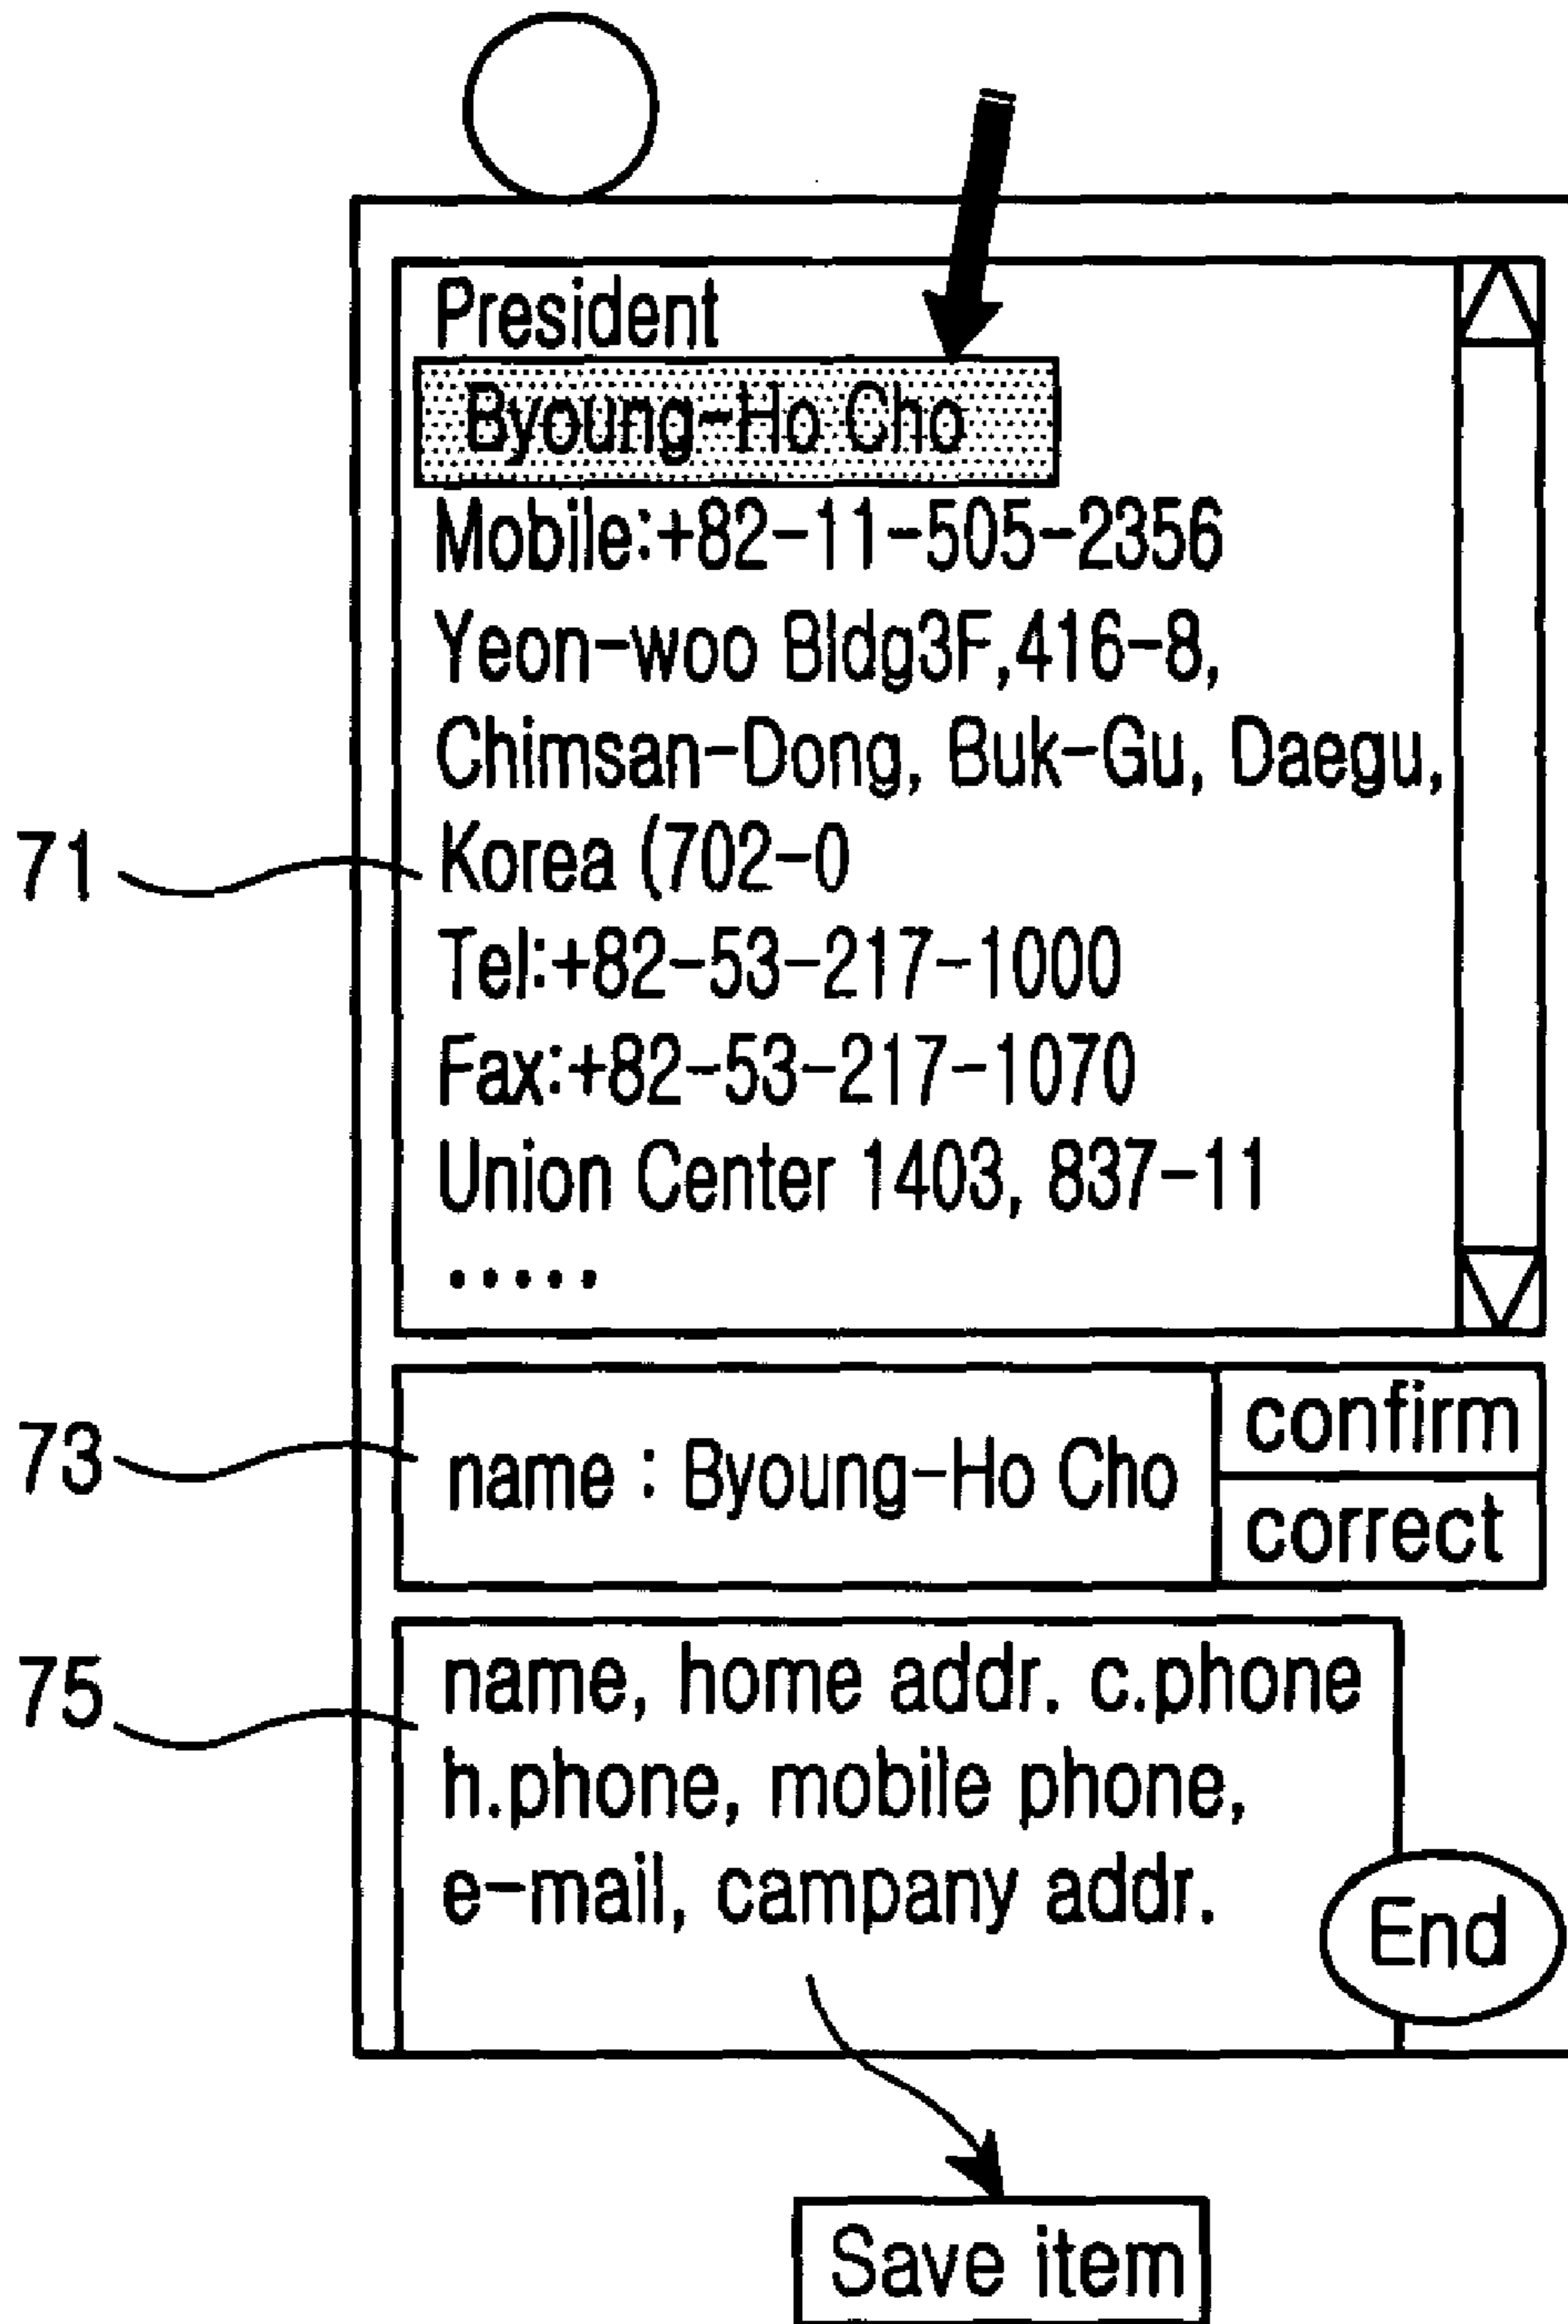 President
Byoung-Ho Cho
Mobile:+82-11-505-2356
Yeon-woo Bldg3F,416-8,
Chimsan-Dong, Buk-Gu, Daegu,
71
Korea (702-0
Tel:+82-53-217-1000
Fax:+82-53-217-1070
Union Center 1403, 837-11
.....
confirm
73
name : Byoung-Ho Cho
correct
75
name, home addr. c.phone
h.phone, mobile phone,
e-mail, campany addr.
End
Save item